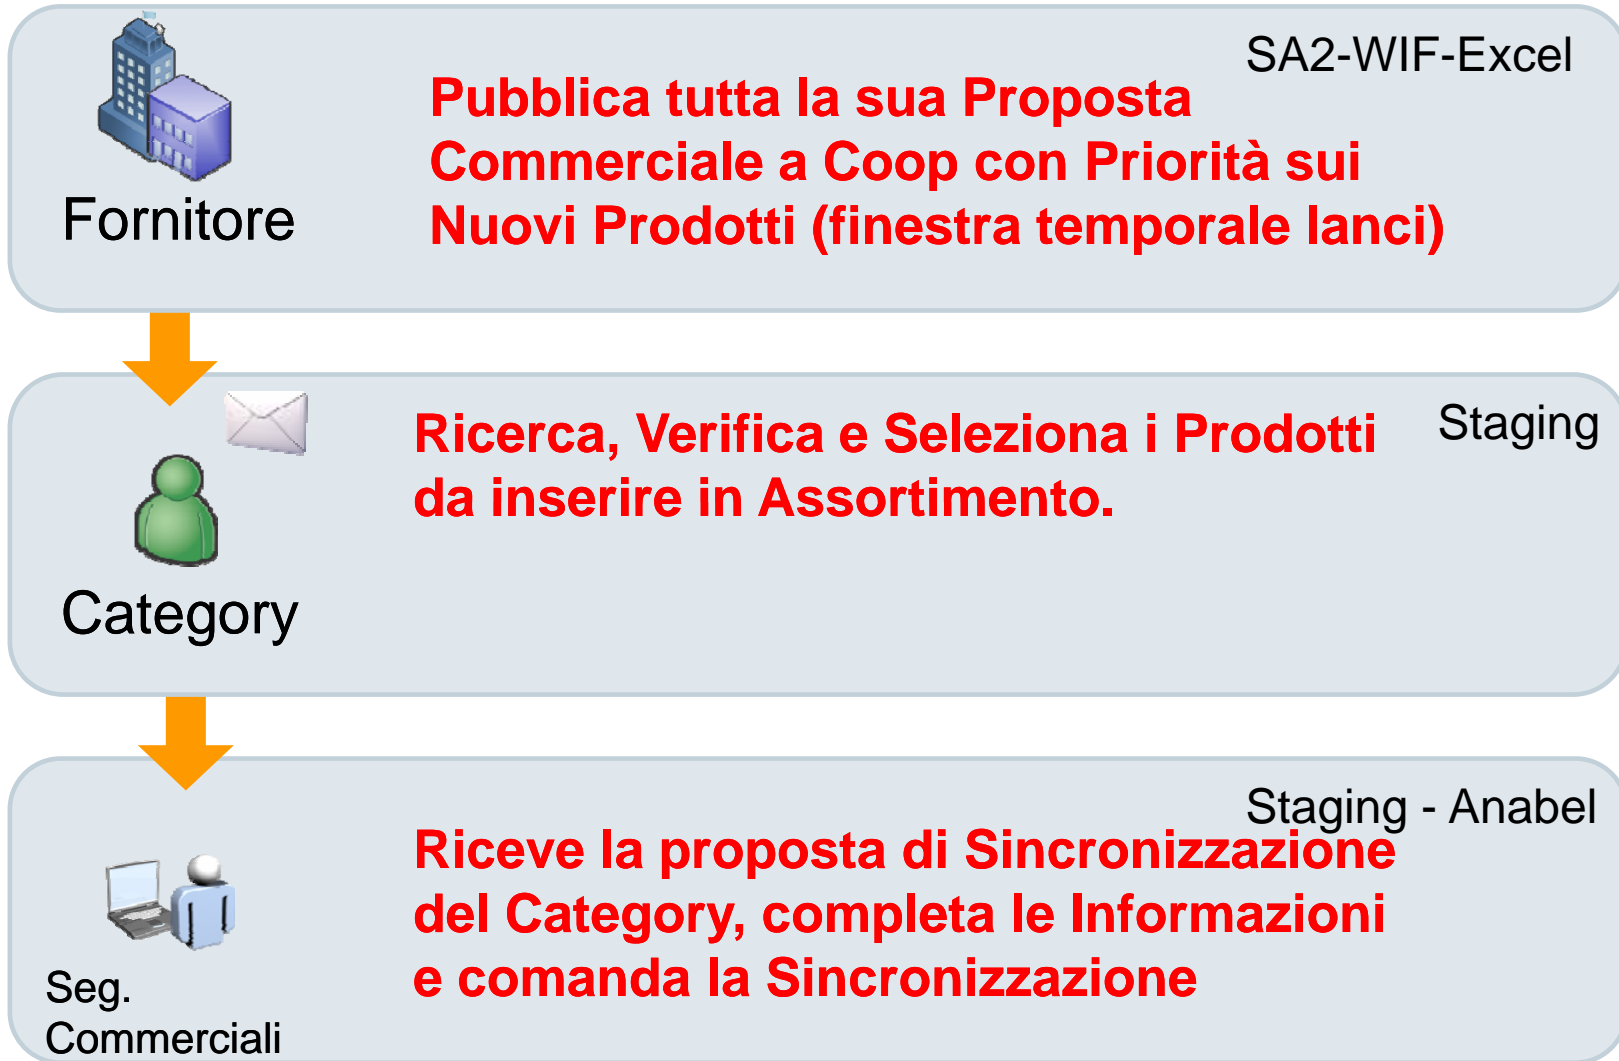 SA2-WIF-Excel
Pubblica tutta la sua Proposta
Commerciale a Coop con Priorità sui
Nuovi Prodotti (finestra temporale lanci)
Fornitore
Staging
Ricerca, Verifica e Seleziona i Prodotti
da inserire in Assortimento.
Category
Staging - Anabel
Riceve la proposta di Sincronizzazione
del Category, completa le Informazioni
e comanda la Sincronizzazione
Seg.
Commerciali